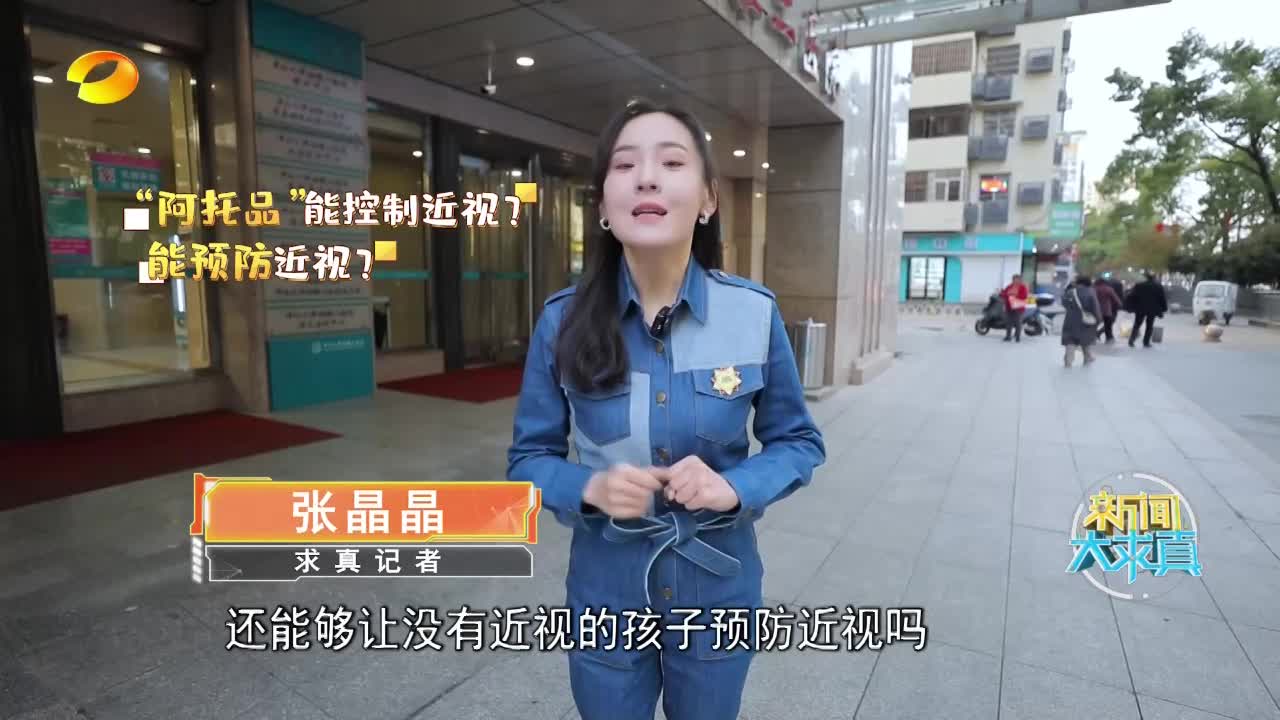 “阿托品”能控制近视？
能预防近视？
张晶晶
求真记者
新闻
大求真
还能够让没有近视的孩子预防近视吗